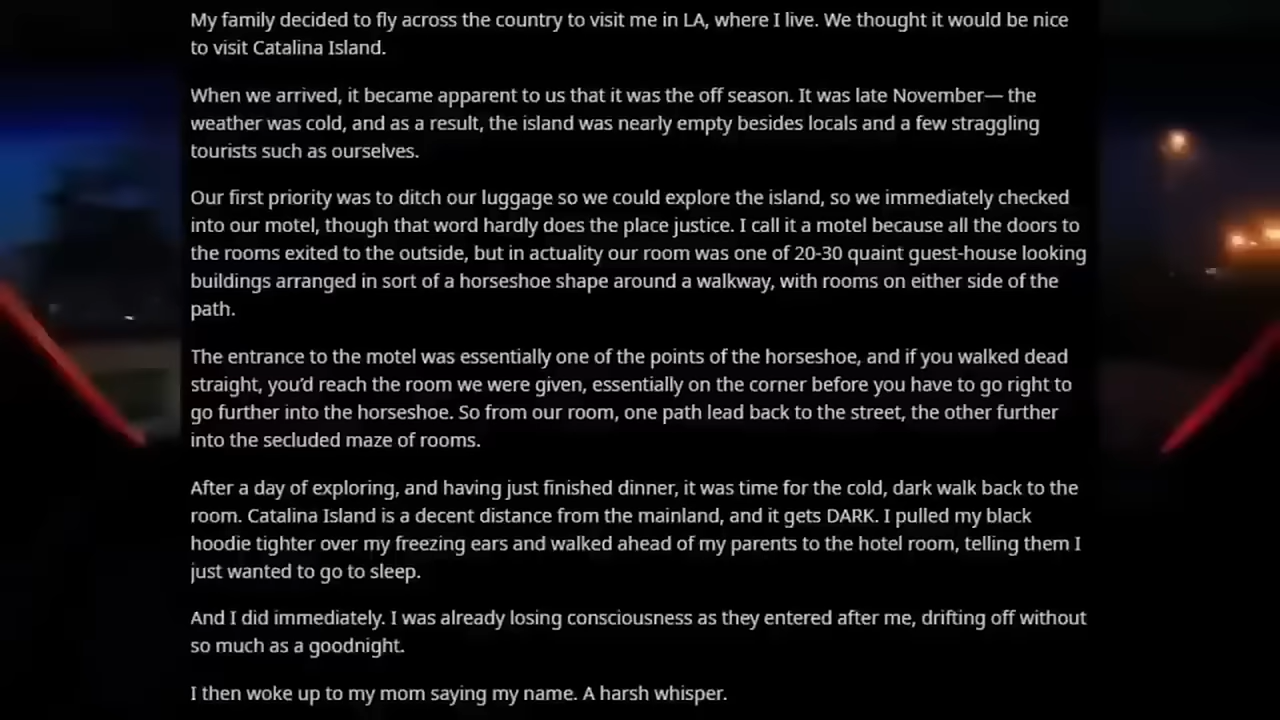 My family decided to fly across the country to visit me in LA, where I live. We thought it would be nice
to visit Catalina Island.
When we arrived, it became apparent to us that it was the off season. It was late November— the
weather was cold, and as a result, the island was nearly empty besides locals and a few straggling
tourists such as ourselves.
Our first priority was to ditch our luggage so we could explore the island, so we immediately checked
into our motel, though that word hardly does the place justice. I call it a motel because all the doors to
the rooms exited to the outside, but in actuality our room was one of 20-30 quaint guest-house looking
buildings arranged in sort of a horseshoe shape around a walkway, with rooms on either side of the
path.
The entrance to the motel was essentially one of the points of the horseshoe, and if you walked dead
straight, you’d reach the room we were given, essentially on the corner before you have to go right to
go further into the horseshoe. So from our room, one path lead back to the street, the other further
into the secluded maze of rooms.
After a day of exploring, and having just finished dinner, it was time for the cold, dark walk back to the
room. Catalina Island is a decent distance from the mainland, and it gets DARK. I pulled my black
hoodie tighter over my freezing ears and walked ahead of my parents to the hotel room, telling them I
just wanted to go to sleep.
And I did immediately. I was already losing consciousness as they entered after me, drifting off without
so much as a goodnight.
I then woke up to my mom saying my name. A harsh whisper.